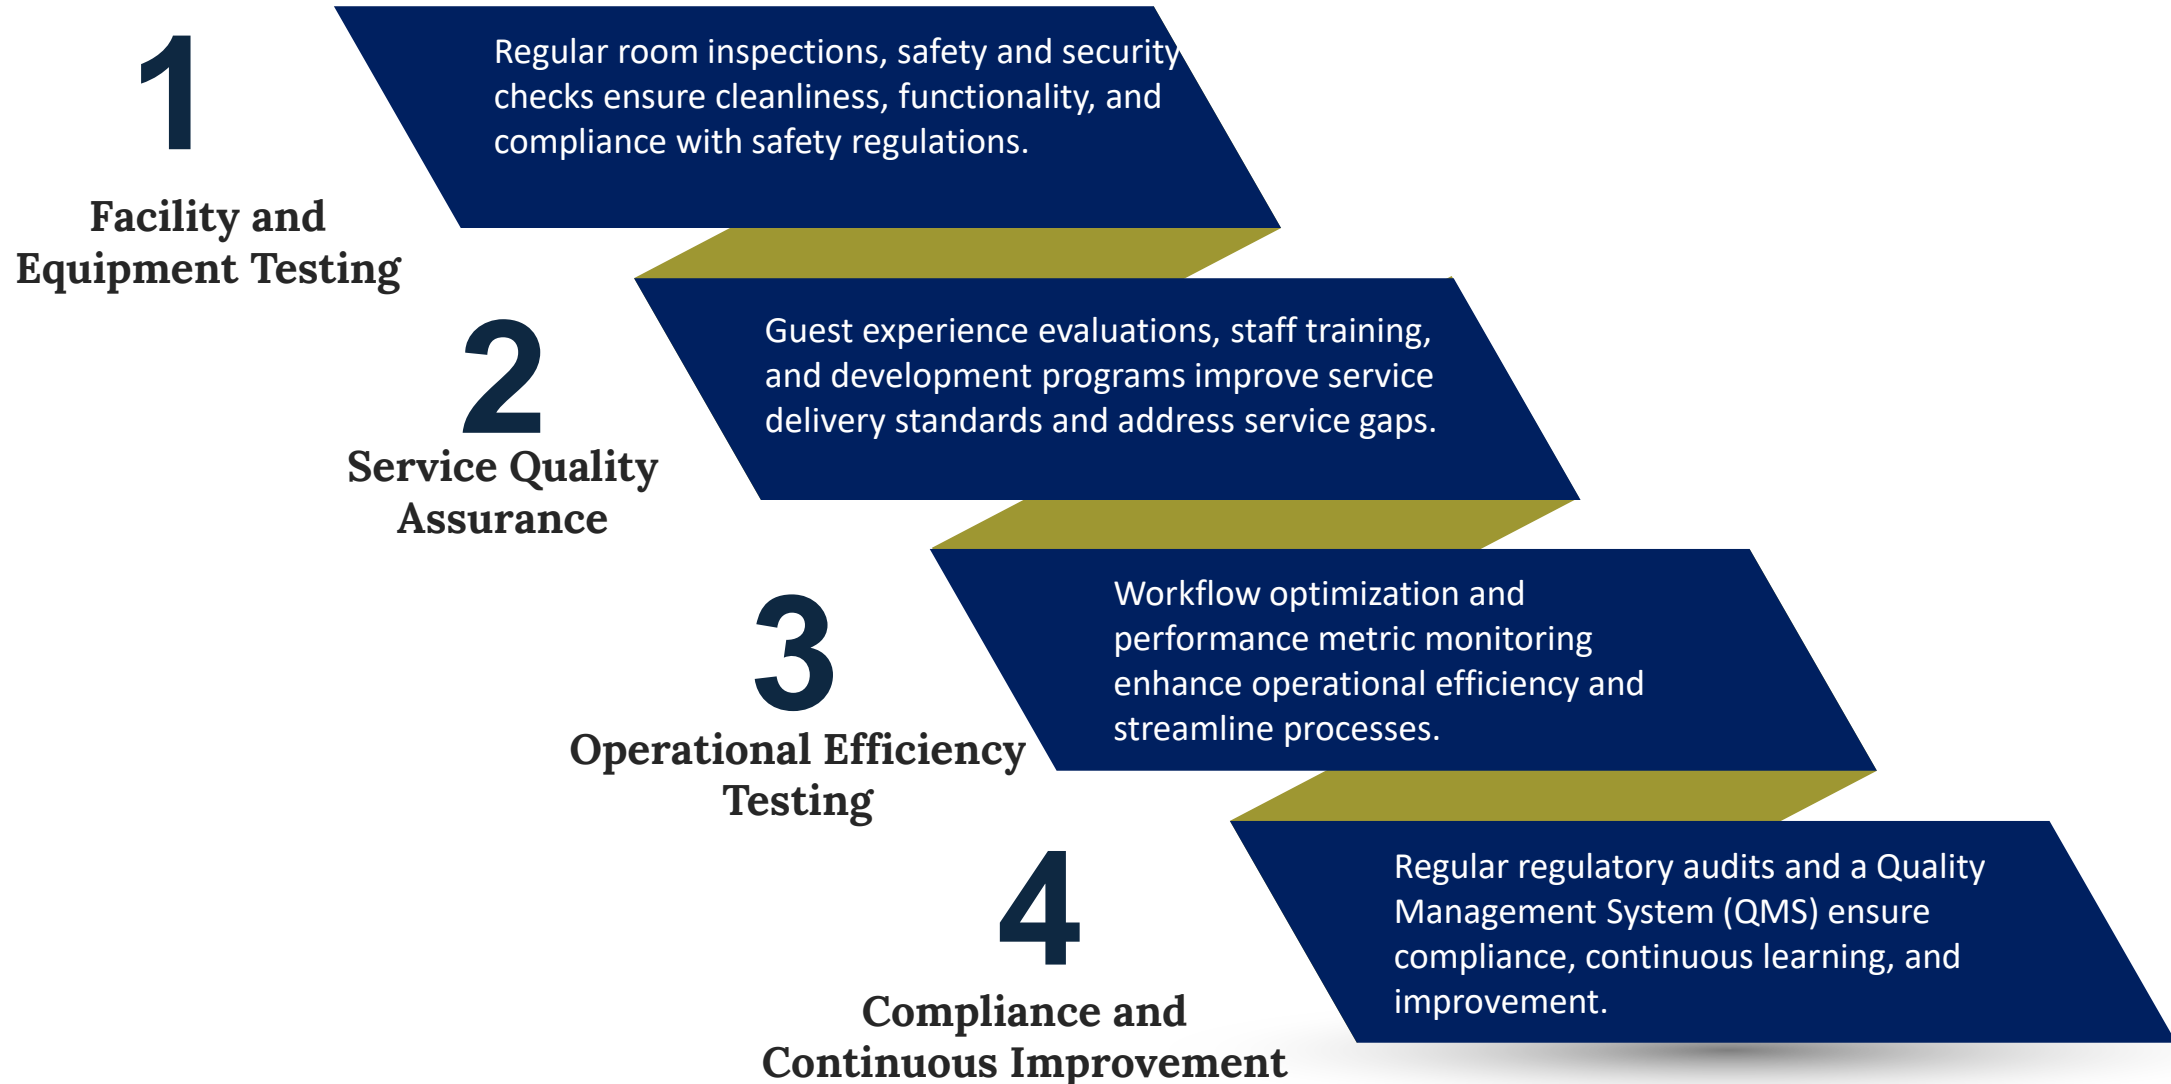 1
Facility and
Equipment Testing
Regular room inspections, safety and security
checks ensure cleanliness, functionality, and
compliance with safety regulations.
2
Service Quality
Assurance
Guest experience evaluations, staff training,
and development programs improve service
delivery standards and address service gaps.
3
Operational Efficiency
Testing
Workflow optimization and
performance metric monitoring
enhance operational efficiency and
streamline processes.
4
Compliance and
Continuous Improvement
Regular regulatory audits and a Quality
Management System (QMS) ensure
compliance, continuous learning, and
improvement.